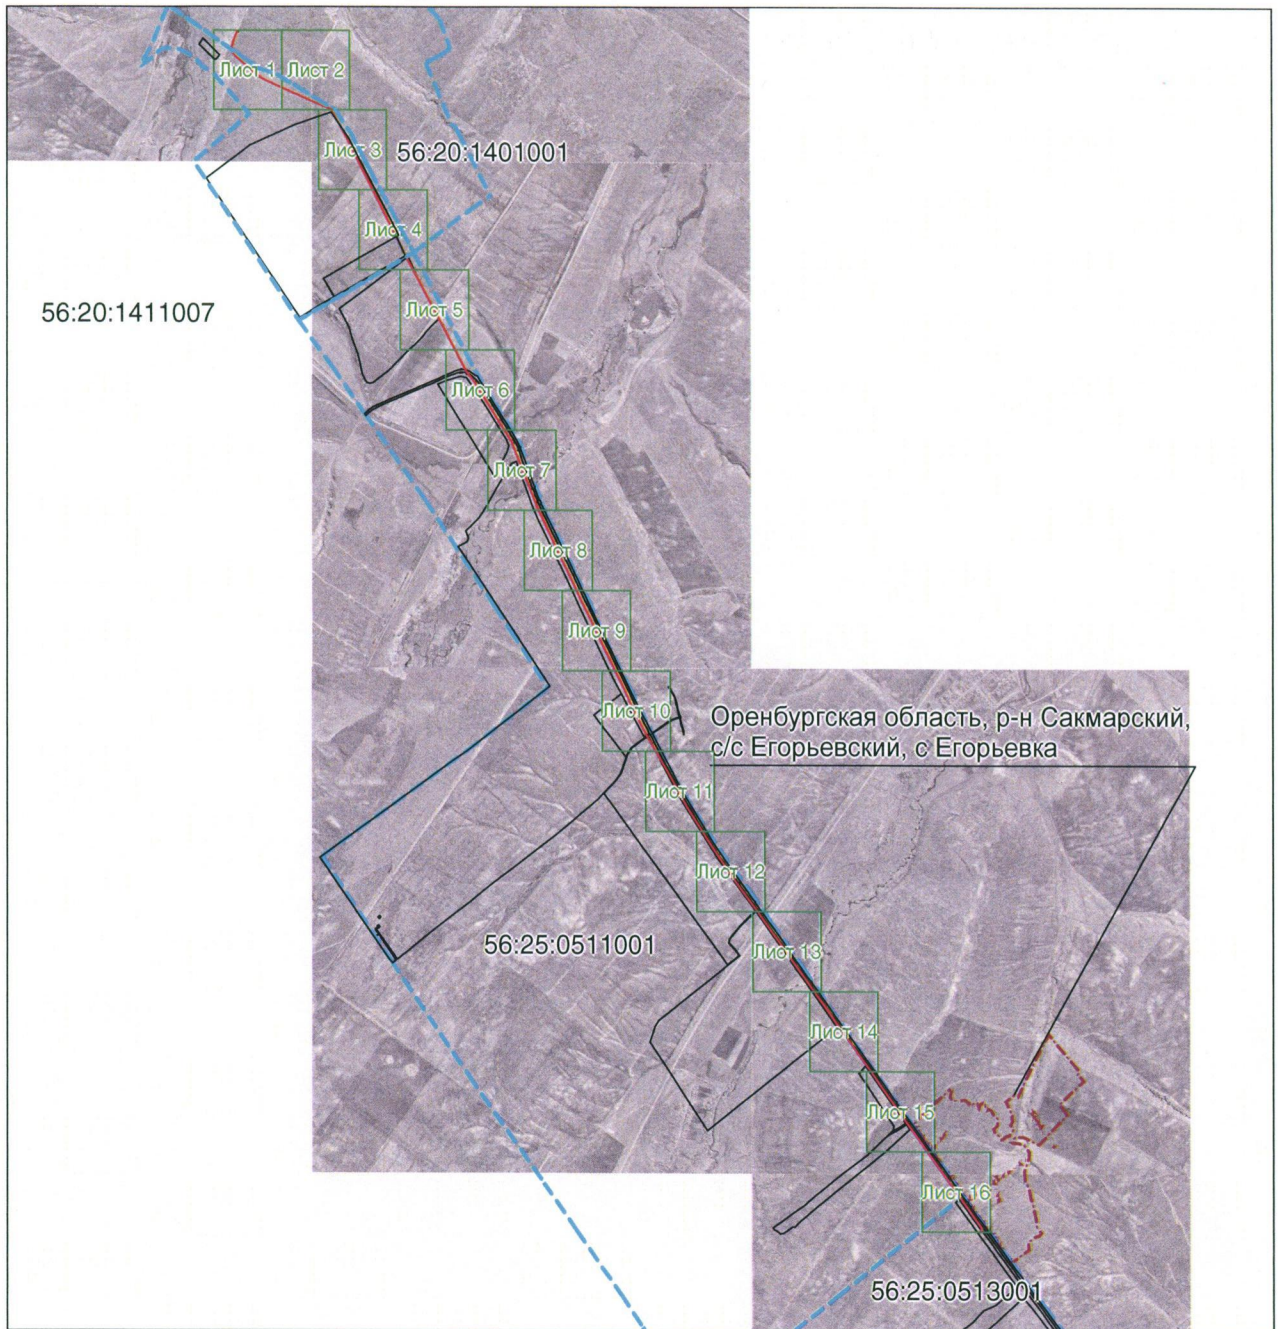 Лист 1
Лист 2
Лист 3
56:20:1401001
Лист 4
56:20:1411007
Лист 5
Лист 6
Лист 7
Лист 8
Лист 9
Лист 10
Оренбургская область, р-н Сакмарский,
с/с Егорьевский, с Егорьевка
Лист 11
Лист 12
56:25:0511001
Лист 13
Лист 14
Лист 15
Лист 16
56:25:0513001